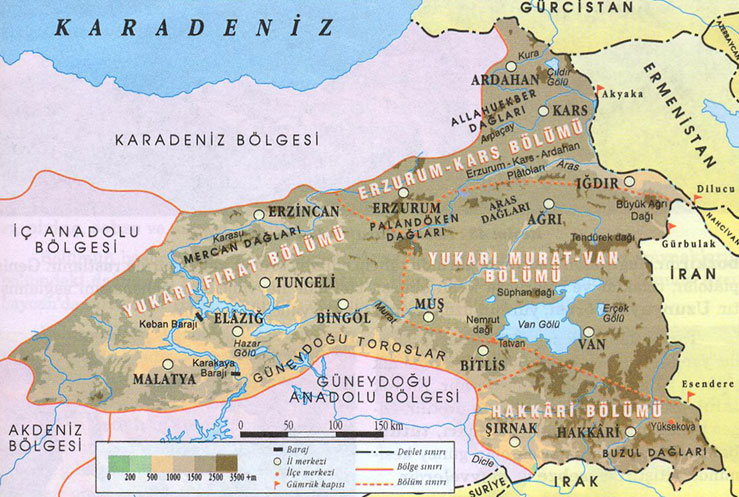 GÜRCİSTAN
KARADENİZ
AZERBAYCAN
Kura
ARDAHAN
Çıldır
Gölü
ERMENİSTAN
Akyaka
ALLAHUEKBER
DAĞLARI
KARS
Arpaçay
KARADENİZ BÖLGESİ
ERZURUM-KARS BÖLÜMÜ
Erzurum - Kars - Ardahan
Plâtoları
Aras
IĞDIR
Dilucu
ERZİNCAN
ERZURUM
ARAS
DAĞLARI
AĞRI
Büyük Ağrı
Dağı
NAHCIVAN
İÇ ANADOLU
BÖLGESİ
Karasu
MERCAN DAĞLARI
PALANDÖKEN
DAĞLARI
Tendürek dağı
Gürbulak
YUKARI FIRAT BÖLÜMÜ
YUKARI MURAT-VAN
BÖLÜMÜ
İRAN
TUNCELİ
Süphan dağı
Keban Barajı
ELAZIĞ
BİNGÖL
Murat
MUŞ
Nemrut
dağı
Van Gölü
Erçek
Gölü
VAN
Hazar
Gölü
Tatvan
BİTLİS
Karakaya
Barajı
MALATYA
GÜNEYDOĞU TOROSLAR
GÜNEYDOĞU
ANADOLU BÖLGESİ
Esendere
HAKKÂRİ BÖLÜMÜ
AKDENİZ
BÖLGESİ
ŞIRNAK
HAKKÂRİ
Yüksekova
BUZUL DAĞLARI
Dicle
SURİYE
IRAK
0 50 100 150 km
0 200 500 1000 1500 2000 2500 3500 +m
Baraj
İl merkezi
İlçe merkezi
Gümrük kapısı
Devlet sınırı
Bölge sınırı
Bölüm sınırı